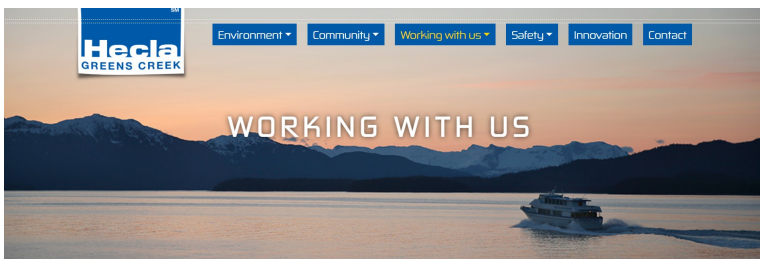 SM
Hecla
GREENS CREEK
Environment Community Working with us Safety Innovation Contact
WORKING WITH US